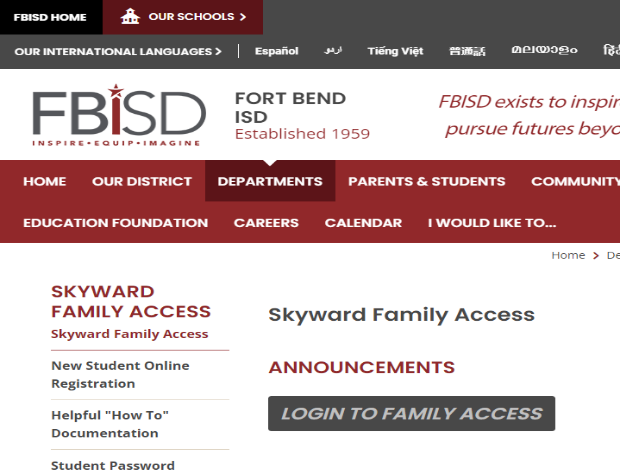 FBISD HOME
OUR SCHOOLS
OUR INTERNATIONAL LANGUAGES
Español
اردو
Tiếng Việt
普通話
മലയാളം
FBISD
INSPIRE•EQUIP•IMAGINE
FORT BEND
ISD
Established 1959
FBISD exists to
pursue futures
HOME OUR DISTRICT DEPARTMENTS PARENTS & STUDENTS COMMUNITY
EDUCATION FOUNDATION CAREERS CALENDAR I WOULD LIKE TO...
Home
SKYWARD
FAMILY ACCESS
Skyward Family Access
New Student Online
Registration
Helpful "How To"
Documentation
Student Password
Skyward Family Access
ANNOUNCEMENTS
LOGIN TO FAMILY ACCESS